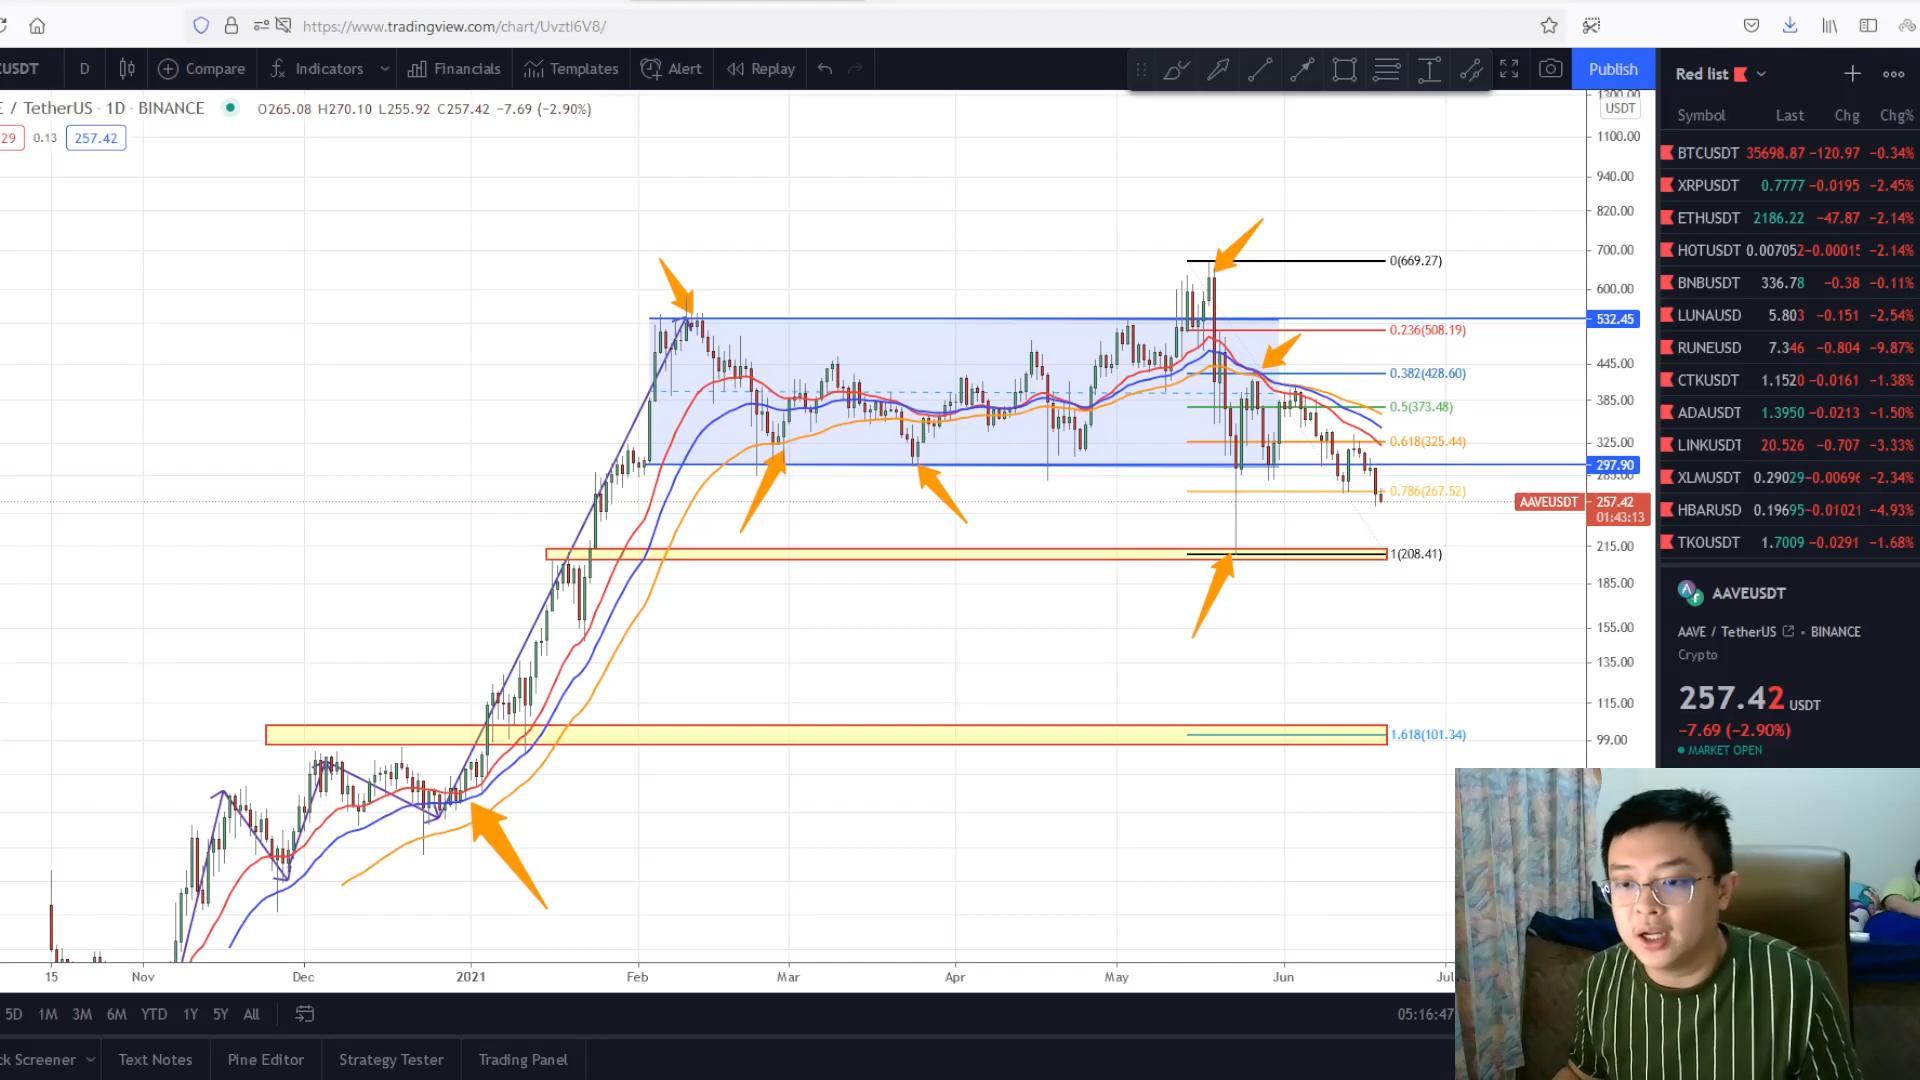 https://www.tradingview.com/chart/UvztI6V8/
USDT D Compare Indicators Financials Templates Alert Replay Publish
Red list
/ TetherUS · 1D · BINANCE O265.08 H270.10 L255.92 C257.42 −7.69 (−2.90%)
29 0.13 257.42
USDT
Symbol Last Chg Chg%
BTCUSDT 35698.87 −120.97 −0.34%
XRPUSDT 0.7777 −0.0195 −2.45%
ETHUSDT 2186.22 −47.87 −2.14%
HOTUSDT 0.007052 −0.00015 −2.14%
BNBUSDT 336.78 −0.38 −0.11%
LUNAUSD 5.803 −0.151 −2.54%
RUNEUSD 7.346 −0.804 −9.87%
CTKUSDT 1.1520 −0.0161 −1.38%
ADAUSDT 1.3950 −0.0213 −1.50%
LINKUSDT 20.526 −0.707 −3.33%
XLMUSDT 0.29029 −0.00696 −2.34%
HBARUSD 0.19695 −0.01021 −4.93%
TKOUSDT 1.7009 −0.0291 −1.68%
1300.00
1100.00
940.00
820.00
700.00
600.00
532.45
445.00
385.00
325.00
297.90
285.00
AAVEUSDT 257.42
01:43:13
215.00
185.00
155.00
135.00
115.00
99.00
0(669.27)
0.236(508.19)
0.382(428.60)
0.5(373.48)
0.618(325.44)
0.786(267.52)
1(208.41)
1.618(101.34)
AAVEUSDT
AAVE / TetherUS • BINANCE
Crypto
257.42 USDT
−7.69 (−2.90%)
MARKET OPEN
15 Nov Dec 2021 Feb Mar Apr May Jun Jul
5D 1M 3M 6M YTD 1Y 5Y All
05:16:47
ck Screener Text Notes Pine Editor Strategy Tester Trading Panel